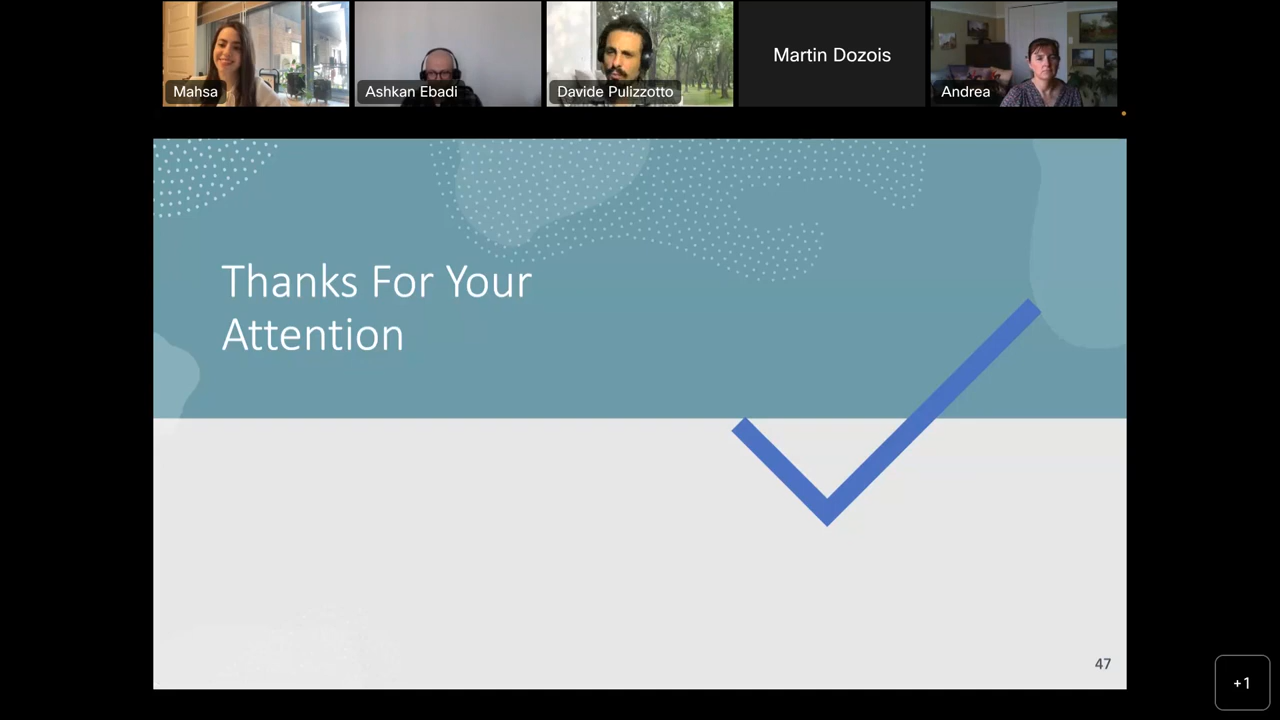 Mahsa
Ashkan Ebadi
Davide Pulizzotto
Martin Dozois
Andrea
Thanks For Your
Attention
47
+1